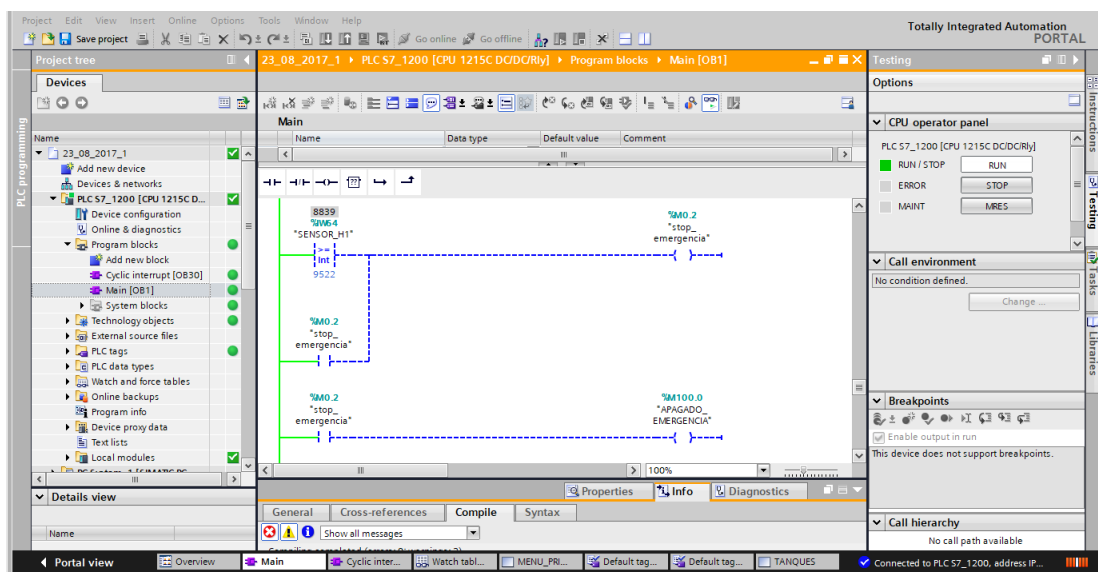 Project Edit View Insert Online Options Tools Window Help
Totally Integrated Automation
PORTAL
Save project
Go online
Go offline
Project tree
23_08_2017_1 ▸ PLC S7_1200 [CPU 1215C DC/DC/Rly] ▸ Program blocks ▸ Main [OB1]
Testing
Devices
Options
PLC programming
Name
23_08_2017_1
Add new device
Devices & networks
PLC S7_1200 [CPU 1215C D...
Device configuration
Online & diagnostics
Program blocks
Add new block
Cyclic interrupt [OB30]
Main [OB1]
System blocks
Technology objects
External source files
PLC tags
PLC data types
Watch and force tables
Online backups
Program info
Device proxy data
Text lists
Local modules
Details view
Name
Main
Name Data type Default value Comment
8839
%IW64
"SENSOR_H1"
>=
Int
9522
%M0.2
"stop_
emergencia"
%M0.2
"stop_
emergencia"
%M0.2
"stop_
emergencia"
%M100.0
"APAGADO_
EMERGENCIA"
100%
Properties
Info
Diagnostics
General Cross-references Compile Syntax
Show all messages
CPU operator panel
PLC S7_1200 [CPU 1215C DC/DC/Rly]
RUN / STOP RUN
ERROR STOP
MAINT MRES
Call environment
No condition defined.
Change ...
Breakpoints
Enable output in run
This device does not support breakpoints.
Call hierarchy
No call path available
Instructions
Testing
Tasks
Libraries
Portal view
Overview
Main
Cyclic inter...
Watch tabl...
MENU_PRI...
Default tag...
Default tag...
TANQUES
Connected to PLC S7_1200, address IP...